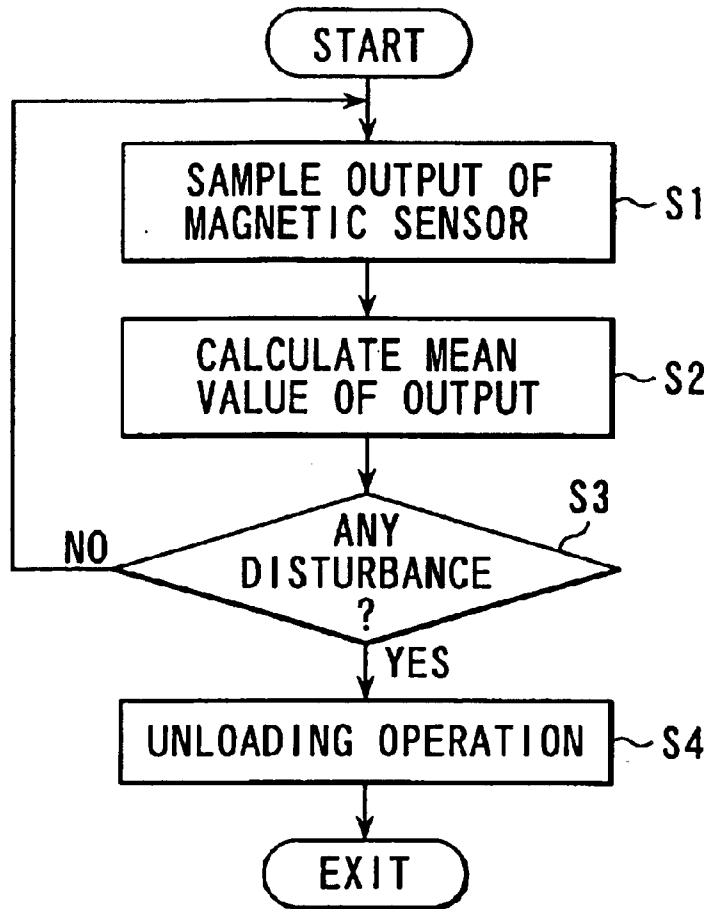 START
SAMPLE OUTPUT OF
MAGNETIC SENSOR
S1
CALCULATE MEAN
VALUE OF OUTPUT
S2
S3
ANY
DISTURBANCE
?
NO
YES
UNLOADING OPERATION
S4
EXIT